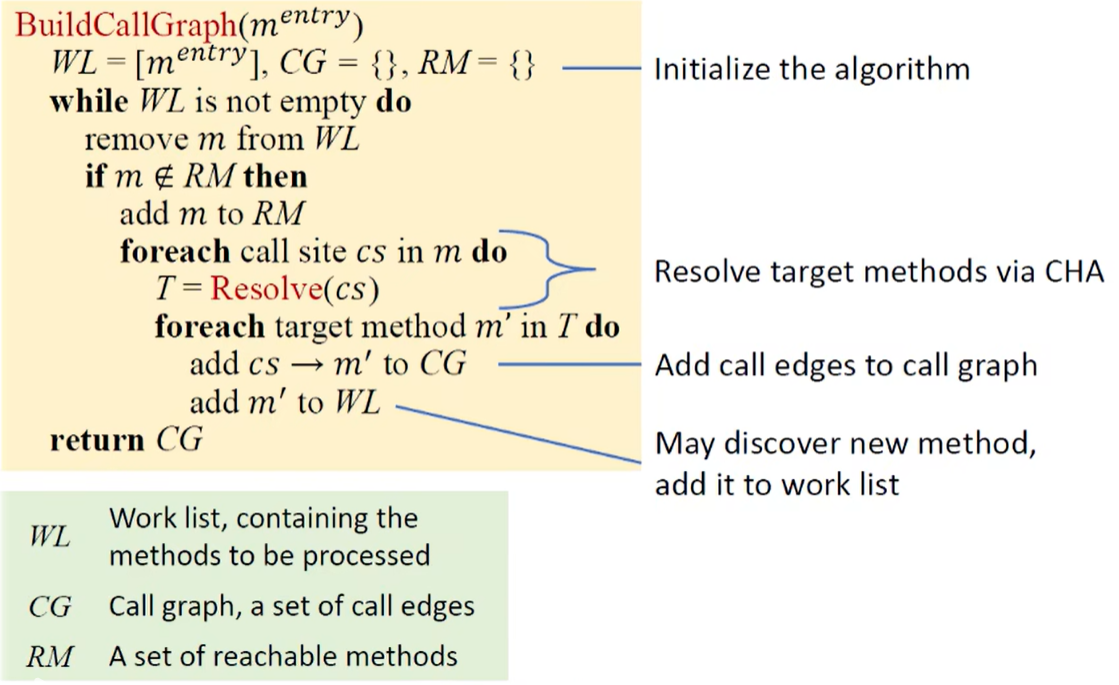 BuildCallGraph(m^entry)
WL = [m^entry], CG = {}, RM = {}
Initialize the algorithm
while WL is not empty do
remove m from WL
if m ∉ RM then
add m to RM
foreach call site cs in m do
T = Resolve(cs)
Resolve target methods via CHA
foreach target method m′ in T do
add cs → m′ to CG
Add call edges to call graph
add m′ to WL
May discover new method,
add it to work list
return CG
WL Work list, containing the
methods to be processed
CG Call graph, a set of call edges
RM A set of reachable methods